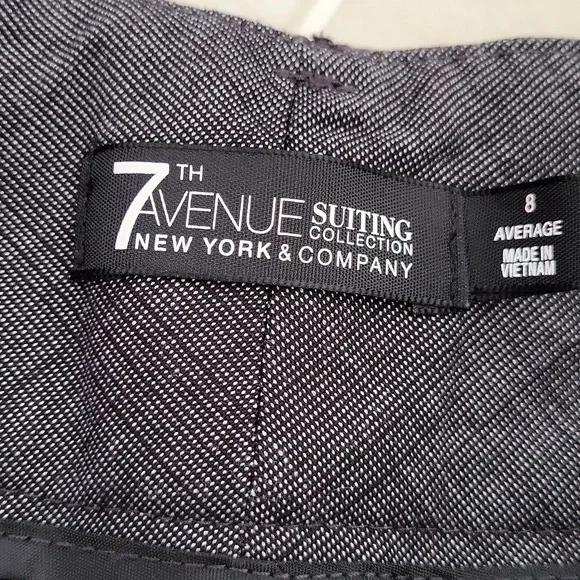 7TH
AVENUE SUITING COLLECTION
NEW YORK & COMPANY
8
AVERAGE
MADE IN
VIETNAM